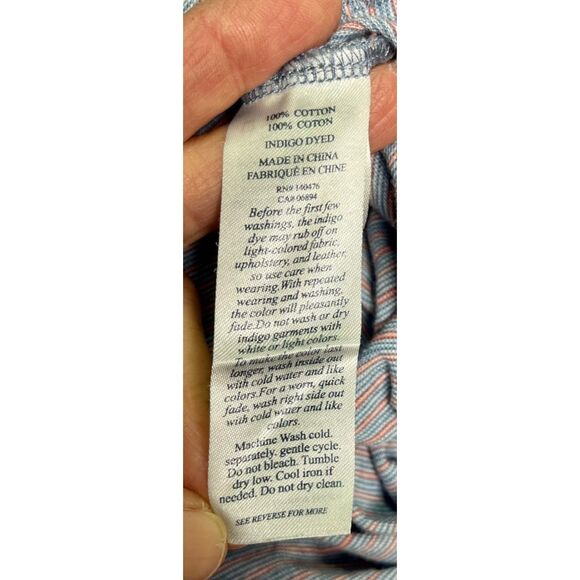 100% COTTON
100% COTON
INDIGO DYED
MADE IN CHINA
FABRIQUÉ EN CHINE
RN# 140476
CA# 06894
Before the first few
washings, the indigo
dye may rub off on
light-colored fabric,
upholstery, and leather,
so use care when
wearing.With repeated
wearing and washing,
the color will pleasantly
fade.Do not wash or dry
indigo garments with
white or light colors.
To make the color last
longer, wash inside out
with cold water and like
colors.For a worn, quick
fade, wash right side out
with cold water and like
colors.
Machine Wash cold.
separately, gentle cycle.
Do not bleach. Tumble
dry low. Cool iron if
needed. Do not dry clean.
SEE REVERSE FOR MORE